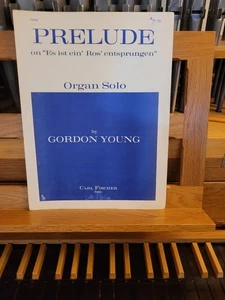 PRELUDE
on "Es ist ein' Ros' entsprungen"
Organ Solo
by
GORDON YOUNG
CARL FISCHER